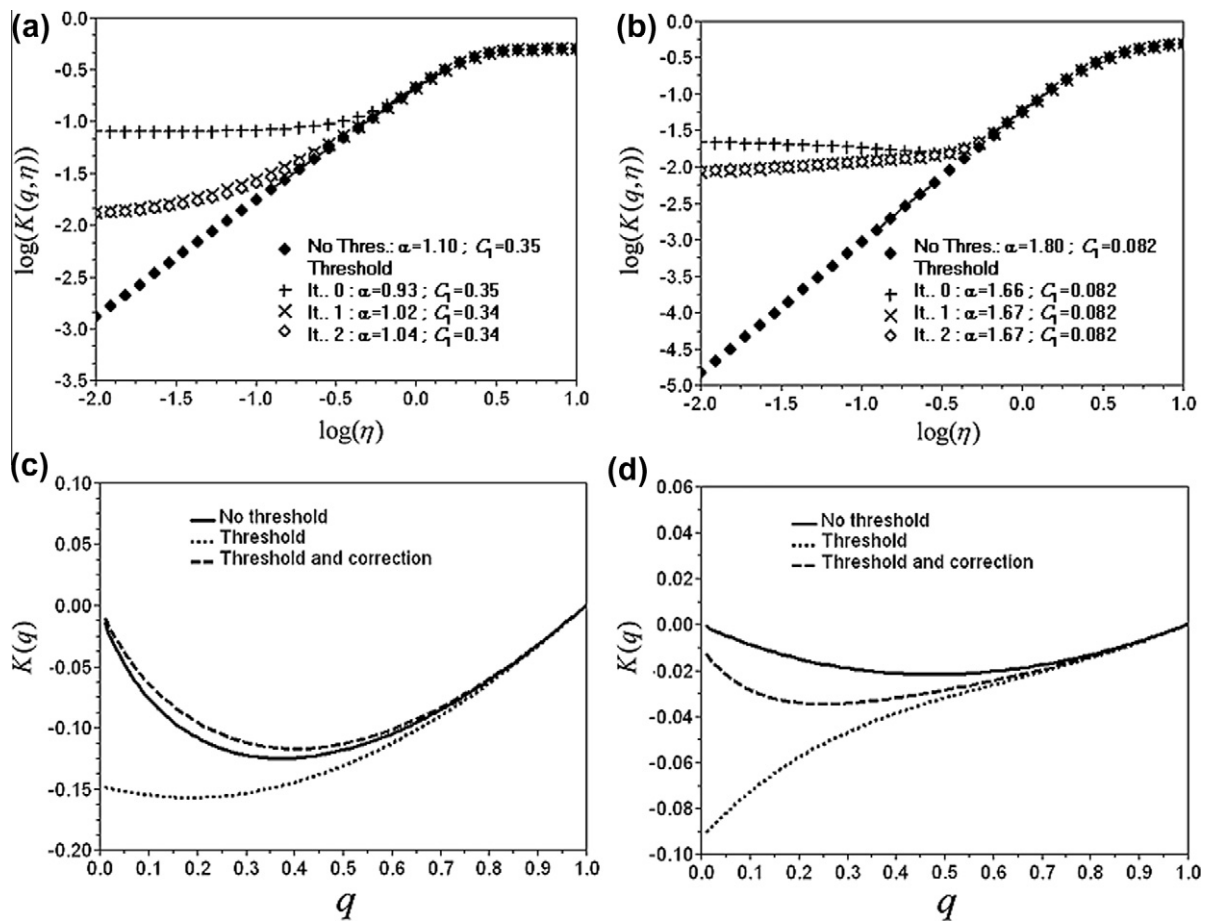 (a)
0.0
-0.5
-1.0
-1.5
-2.0
-2.5
-3.0
-3.5
log(K(q,η))
No Thres.: α=1.10 ; C1=0.35
Threshold
It.. 0 : α=0.93 ; C1=0.35
It.. 1 : α=1.02 ; C1=0.34
It.. 2 : α=1.04 ; C1=0.34
-2.0 -1.5 -1.0 -0.5 0.0 0.5 1.0
log(η)
(b)
0.0
-0.5
-1.0
-1.5
-2.0
-2.5
-3.0
-3.5
-4.0
-4.5
-5.0
log(K(q,η))
No Thres.: α=1.80 ; C1=0.082
Threshold
It.. 0 : α=1.66 ; C1=0.082
It.. 1 : α=1.67 ; C1=0.082
It.. 2 : α=1.67 ; C1=0.082
-2.0 -1.5 -1.0 -0.5 0.0 0.5 1.0
log(η)
(c)
0.10
0.05
0.00
-0.05
-0.10
-0.15
-0.20
K(q)
No threshold
Threshold
Threshold and correction
0.0 0.1 0.2 0.3 0.4 0.5 0.6 0.7 0.8 0.9 1.0
q
(d)
0.06
0.04
0.02
0.00
-0.02
-0.04
-0.06
-0.08
-0.10
K(q)
No threshold
Threshold
Threshold and correction
0.0 0.1 0.2 0.3 0.4 0.5 0.6 0.7 0.8 0.9 1.0
q